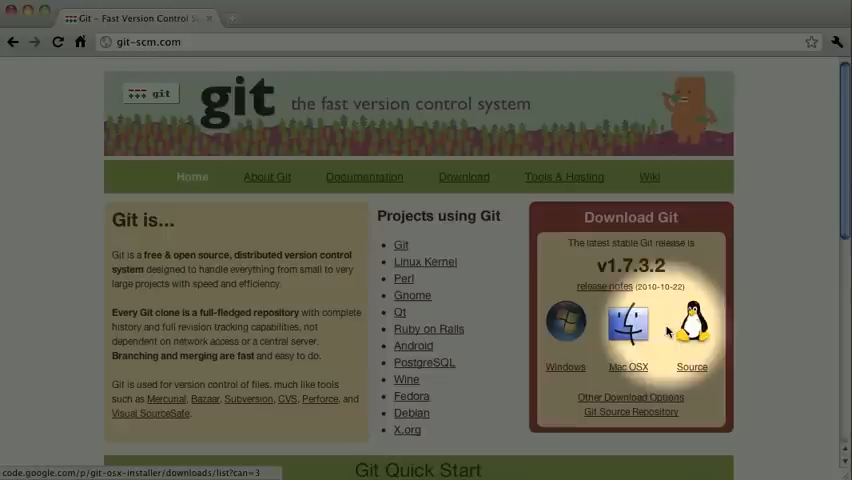 Git - Fast Version Control S
git-scm.com
git
git the fast version control system
Home About Git Documentation Download Tools & Hosting Wiki
Git is...
Git is a free & open source, distributed version control
system designed to handle everything from small to very
large projects with speed and efficiency.
Every Git clone is a full-fledged repository with complete
history and full revision tracking capabilities, not
dependent on network access or a central server.
Branching and merging are fast and easy to do.
Git is used for version control of files, much like tools
such as Mercurial, Bazaar, Subversion, CVS, Perforce, and
Visual SourceSafe.
Projects using Git
Git
Linux Kernel
Perl
Gnome
Qt
Ruby on Rails
Android
PostgreSQL
Wine
Fedora
Debian
X.org
Download Git
The latest stable Git release is
v1.7.3.2
release notes (2010-10-22)
Windows Mac OSX Source
Other Download Options
Git Source Repository
Git Quick Start
code.google.com/p/git-osx-installer/downloads/list?can=3